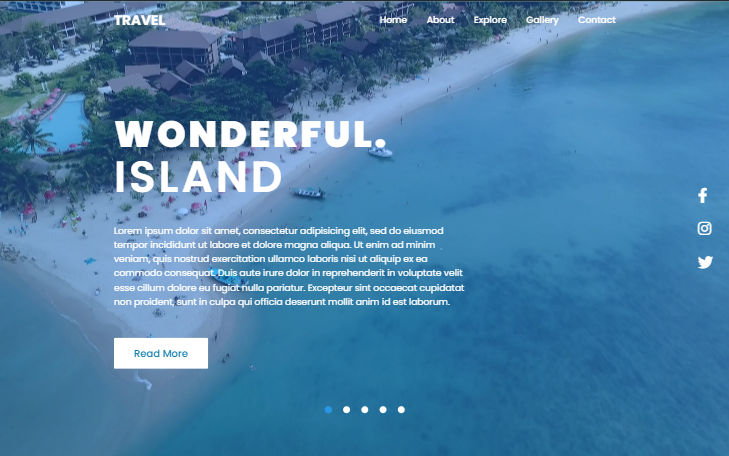 TRAVEL
Home About Explore Gallery Contact
WONDERFUL.
ISLAND
Lorem ipsum dolor sit amet, consectetur adipisicing elit, sed do eiusmod
tempor incididunt ut labore et dolore magna aliqua. Ut enim ad minim
veniam, quis nostrud exercitation ullamco laboris nisi ut aliquip ex ea
commodo consequat. Duis aute irure dolor in reprehenderit in voluptate velit
esse cillum dolore eu fugiat nulla pariatur. Excepteur sint occaecat cupidatat
non proident, sunt in culpa qui officia deserunt mollit anim id est laborum.
Read More